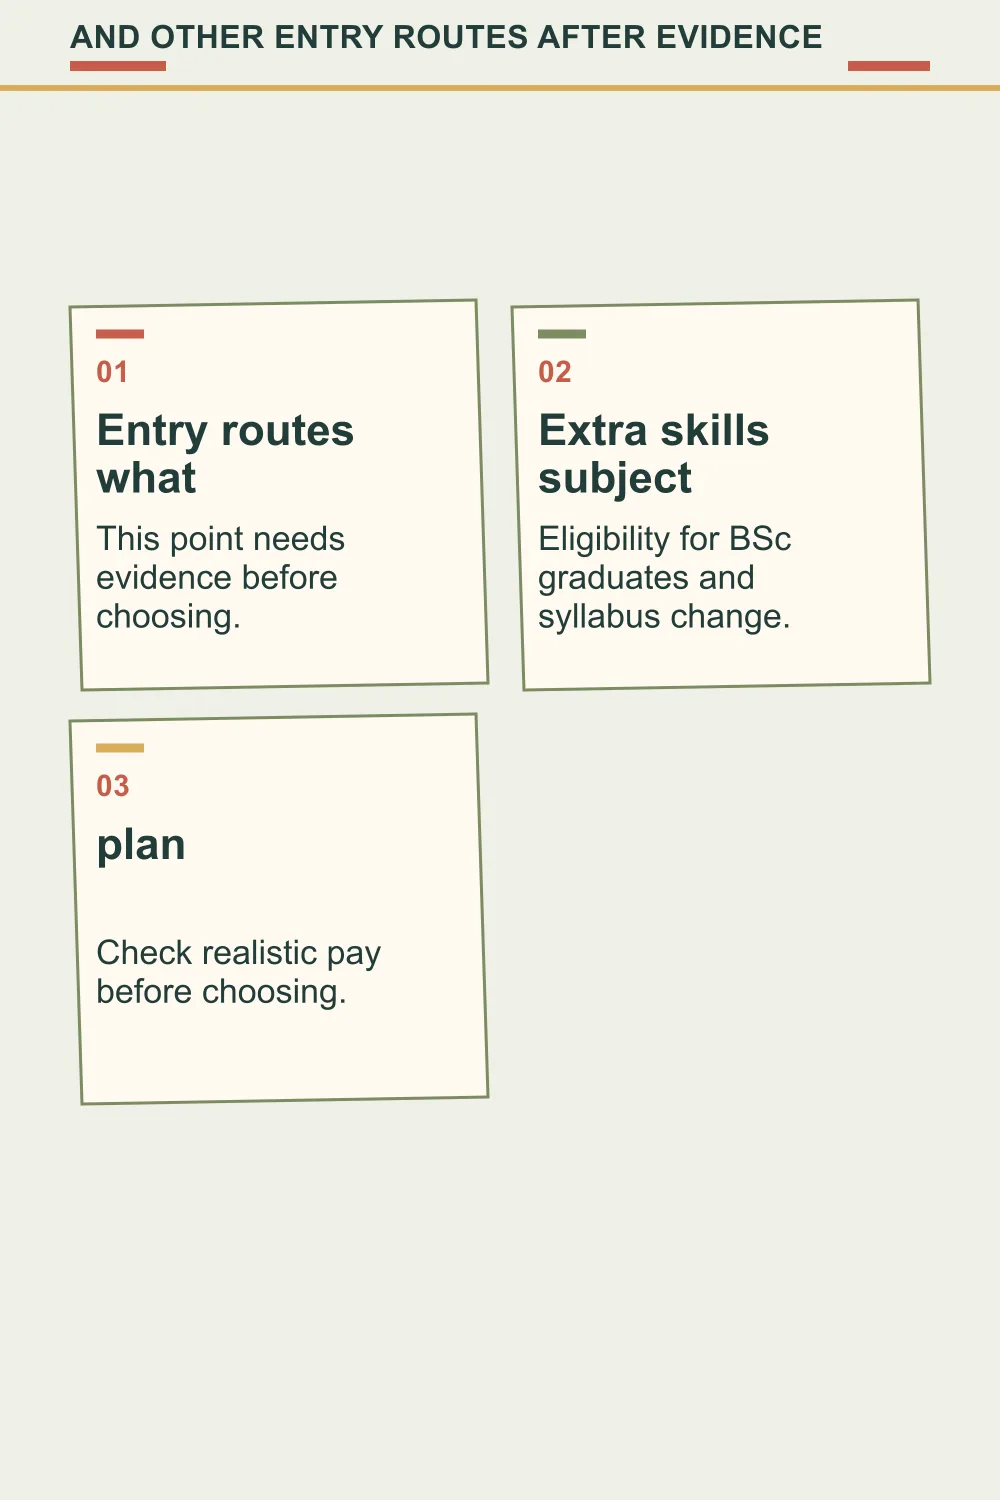 AND OTHER ENTRY ROUTES AFTER EVIDENCE
01
Entry routes
what
This point needs
evidence before
choosing.
02
Extra skills
subject
Eligibility for BSc
graduates and
syllabus change.
03
plan
Check realistic pay
before choosing.